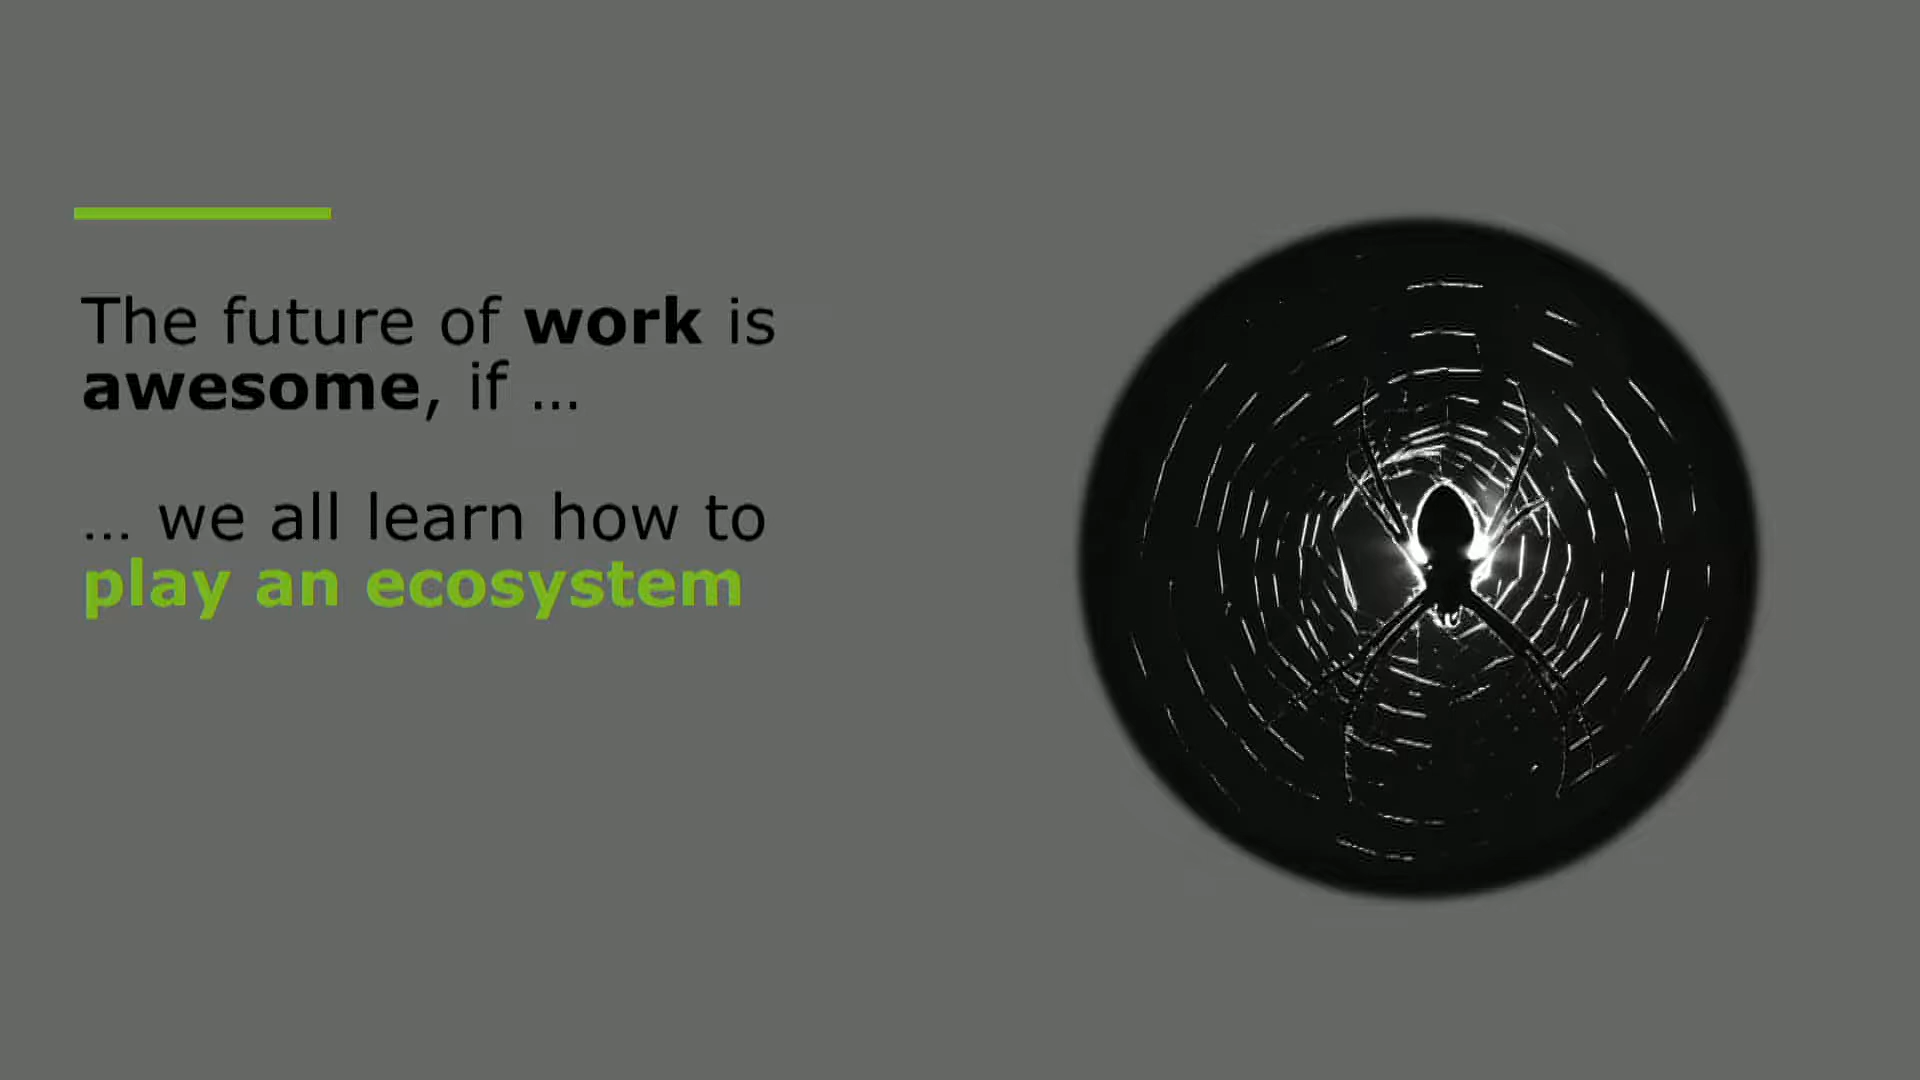 The future of work is
awesome, if ...
... we all learn how to
play an ecosystem